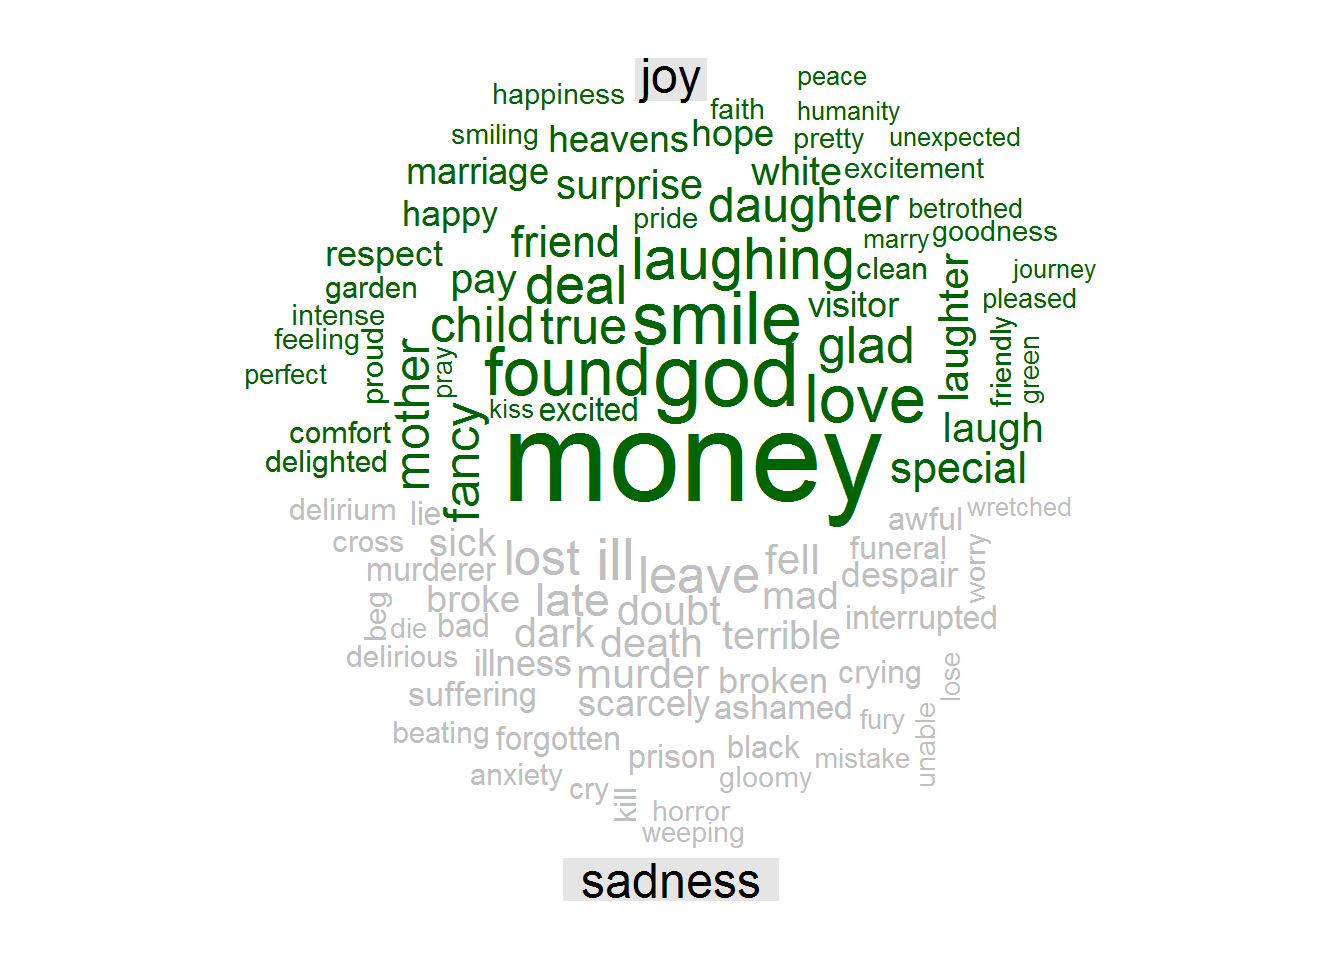 joy
peace
happiness
faith
humanity
smiling
heavens
hope
pretty
unexpected
marriage
surprise
white
excitement
happy
pride
daughter
betrothed
respect
friend
laughing
marry
goodness
garden
pay
deal
clean
journey
intense
child
true
smile
visitor
laughter
pleased
feeling
proud
mother
pray
found
god
glad
friendly
green
perfect
kiss
excited
love
comfort
fancy
money
laugh
delighted
special
delirium
lie
awful
wretched
cross
sick
lost
ill
leave
fell
funeral
worry
murderer
despair
beg
broke
late
doubt
mad
interrupted
die
bad
dark
death
terrible
delirious
illness
murder
broken
crying
lose
suffering
scarcely
ashamed
fury
unable
beating
forgotten
prison
black
mistake
anxiety
cry
kill
gloomy
horror
weeping
sadness